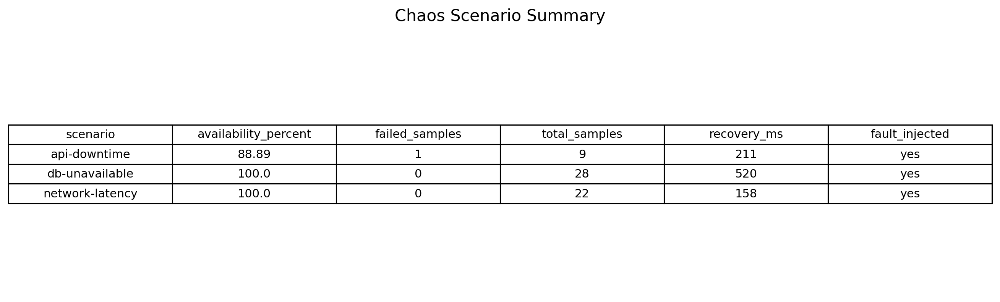 Chaos Scenario Summary
scenario availability_percent failed_samples total_samples recovery_ms fault_injected
api-downtime 88.89 1 9 211 yes
db-unavailable 100.0 0 28 520 yes
network-latency 100.0 0 22 158 yes